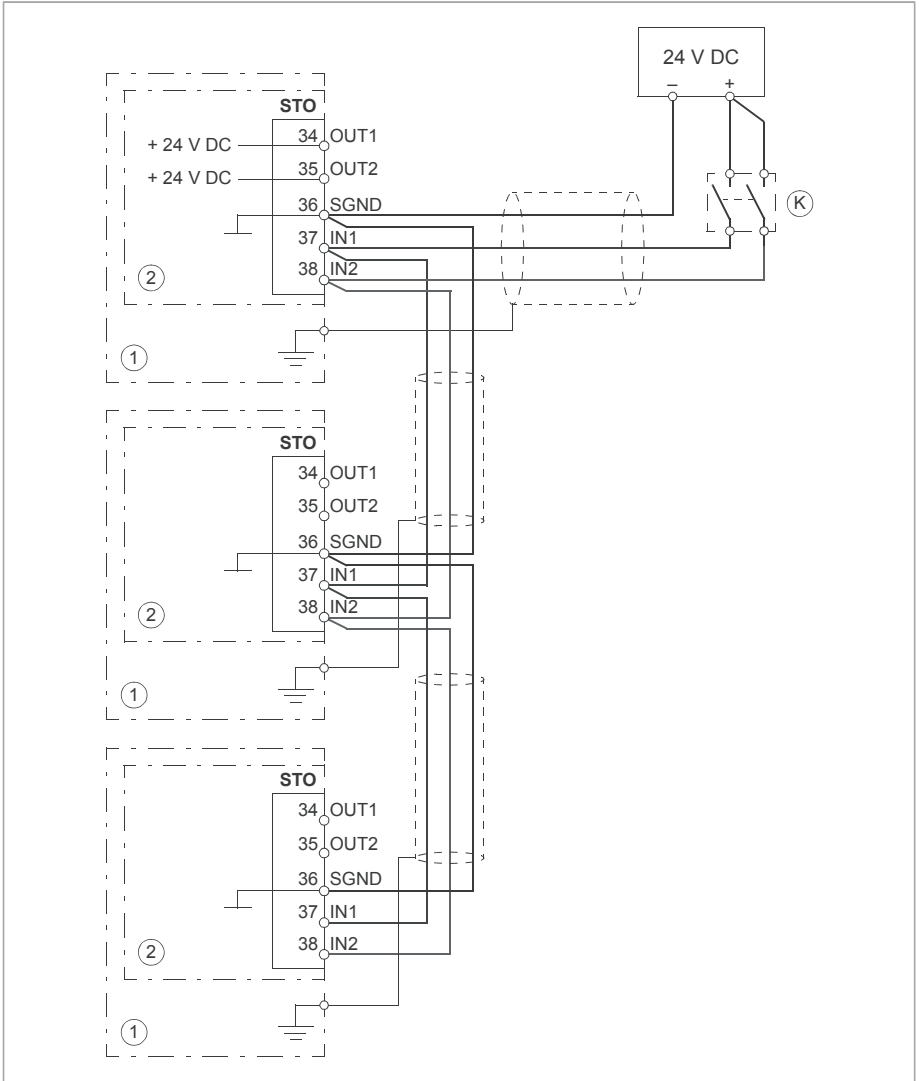 24 V DC
– +
K
STO
+ 24 V DC
34 OUT1
+ 24 V DC
35 OUT2
36 SGND
37 IN1
38 IN2
2
1
STO
34 OUT1
35 OUT2
36 SGND
37 IN1
38 IN2
2
1
STO
34 OUT1
35 OUT2
36 SGND
37 IN1
38 IN2
2
1